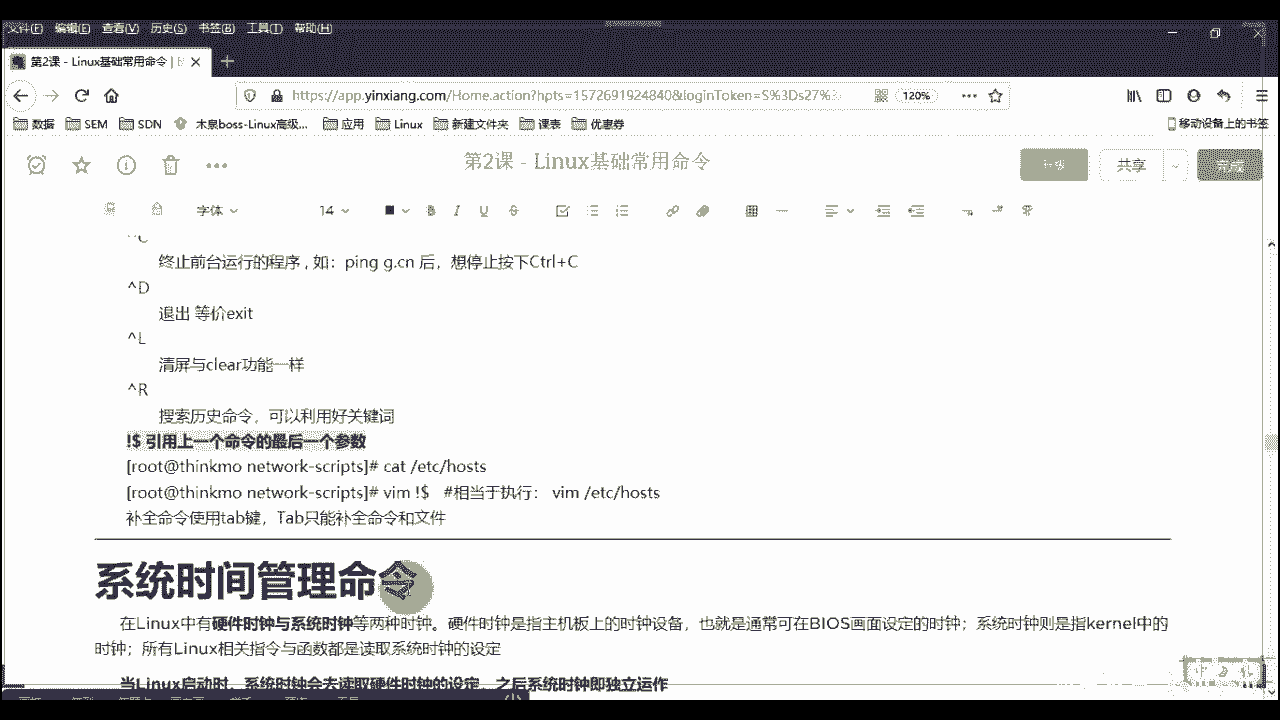 文件(F) 编辑(E) 查看(V) 历史(S) 书签(B) 工具(T) 帮助(H)
第2课 - Linux基础常用命令 |
https://app.yinxiang.com/Home.action?hpts=1572691924840&loginToken=S%3Ds27%
120%
数据 SEM SDN 木泉boss-Linux高级... 应用 Linux 新建文件夹 课表 优惠券 移动设备上的书签
第2课 - Linux基础常用命令
共享
字体 14
^C
终止前台运行的程序 , 如：ping g.cn 后，想停止按下Ctrl+C
^D
退出 等价exit
^L
清屏与clear功能一样
^R
搜索历史命令，可以利用好关键词
!$ 引用上一个命令的最后一个参数
[root@thinkmo network-scripts]# cat /etc/hosts
[root@thinkmo network-scripts]# vim !$ #相当于执行： vim /etc/hosts
补全命令使用tab键，Tab只能补全命令和文件
系统时间管理命令
在Linux中有硬件时钟与系统时钟等两种时钟。硬件时钟是指主机板上的时钟设备，也就是通常可在BIOS画面设定的时钟；系统时钟则是指kernel中的
时钟；所有Linux相关指令与函数都是读取系统时钟的设定
当Linux启动时，系统时钟会去读取硬件时钟的设定，之后系统时钟即独立运作